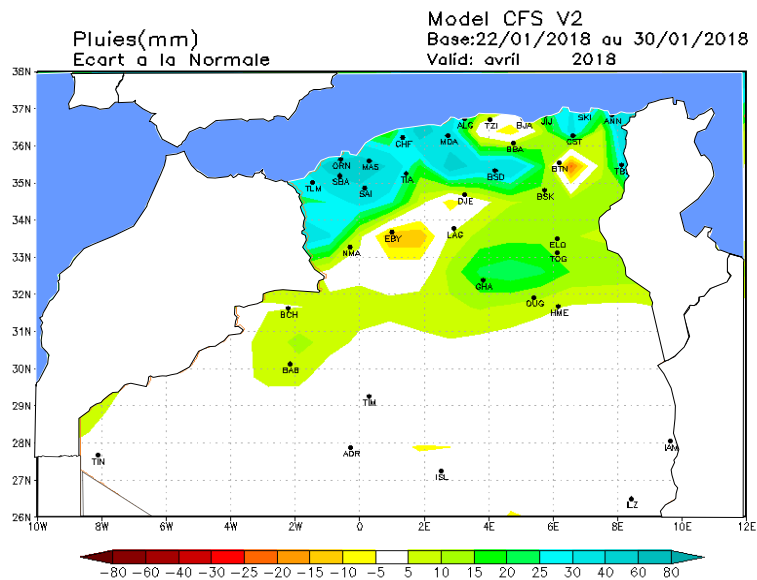 Pluies(mm)
Ecart a la Normale
Model CFS V2
Base:22/01/2018 au 30/01/2018
Valid: avril 2018
38N
37N
36N
35N
34N
33N
32N
31N
30N
29N
28N
27N
26N
ALG TZI BJA JIJ SKI ANN
CHF MDA BBA CST
ORN MAS BTN TBS
TLM SBA SAI TIA BSD BSK
DJE
NMA EBY LAG ELO
TOG
GHA
BCH OUG HME
BAB
TIM
TIN ADR ISL IAM
ILZ
10W 8W 6W 4W 2W 0 2E 4E 6E 8E 10E 12E
-80 -60 -40 -30 -25 -20 -15 -10 -5 5 10 15 20 25 30 40 60 80